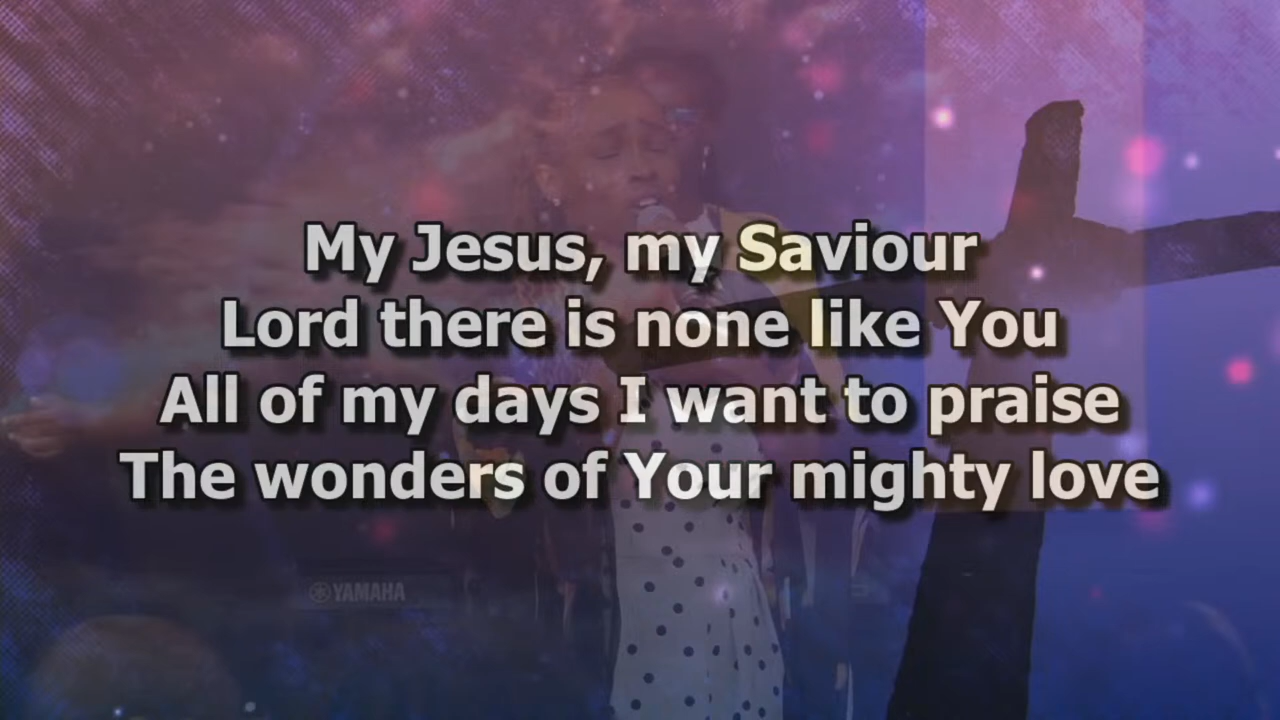 My Jesus, my Saviour
Lord there is none like You
All of my days I want to praise
The wonders of Your mighty love
YAMAHA